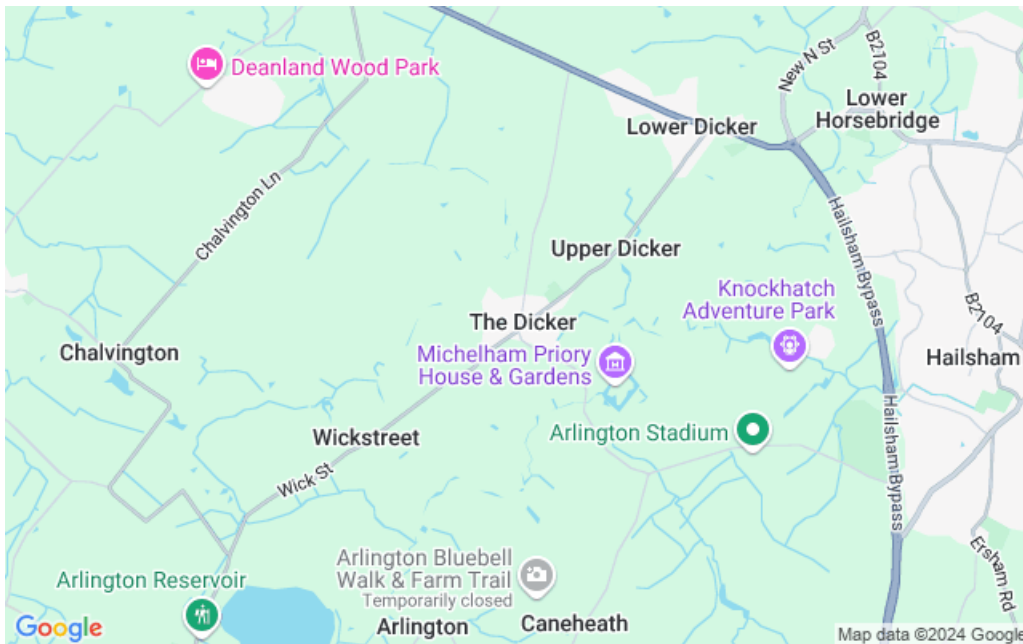 Deanland Wood Park
New N St
B2104
Lower
Horsebridge
Lower Dicker
Chalvington Ln
Hailsham Bypass
Upper Dicker
Knockhatch
Adventure Park
B2104
The Dicker
Chalvington
Michelham Priory
House & Gardens
Hailsham
Hailsham Bypass
Wickstreet
Arlington Stadium
Wick St
Arlington Bluebell
Walk & Farm Trail
Temporarily closed
Arlington Reservoir
Ersham Rd
Caneheath
Arlington
Google
Map data ©2024 Google